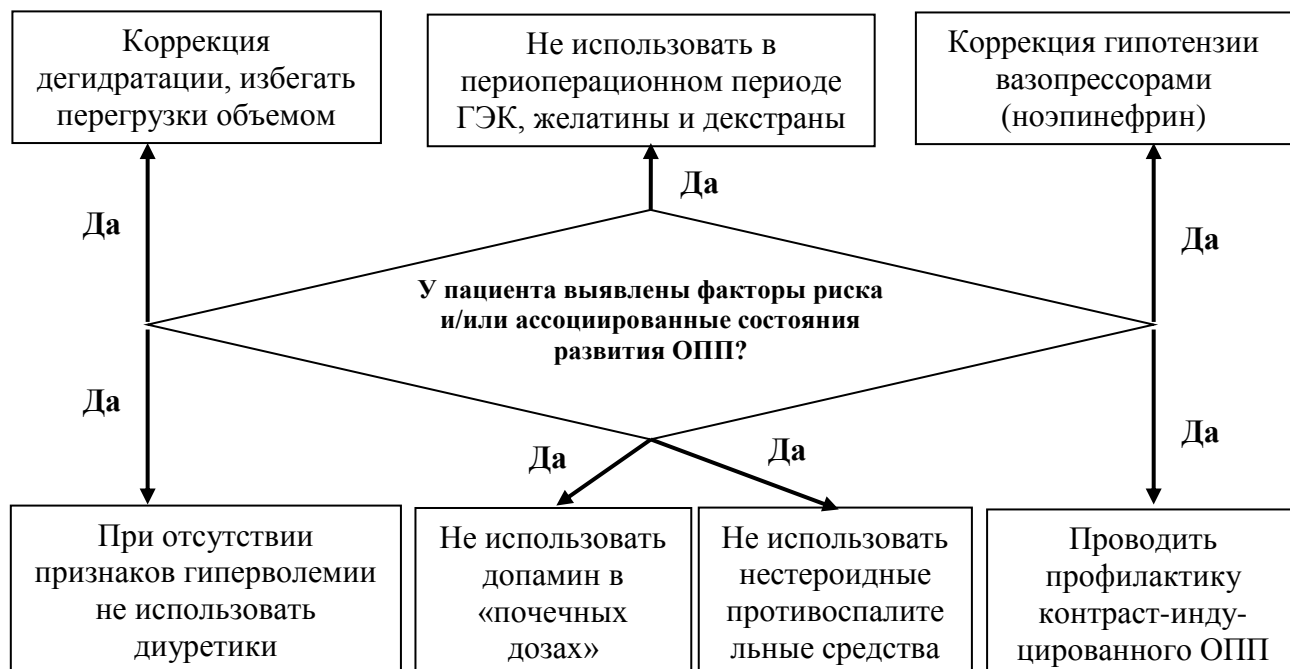 Коррекция
дегидратации, избегать
перегрузки объемом
Не использовать в
периоперационном периоде
ГЭК, желатины и декстраны
Коррекция гипотензии
вазопрессорами
(норэпинефрин)
Да
Да
Да
У пациента выявлены факторы риска
и/или ассоциированные состояния
развития ОПП?
Да
Да
Да
Да
При отсутствии
признаков гиперволемии
не использовать
диуретики
Не использовать
допамин в
«почечных
дозах»
Не использовать
нестероидные
противоспалите
льные средства
Проводить
профилактику
контраст-инду-
цированного ОПП